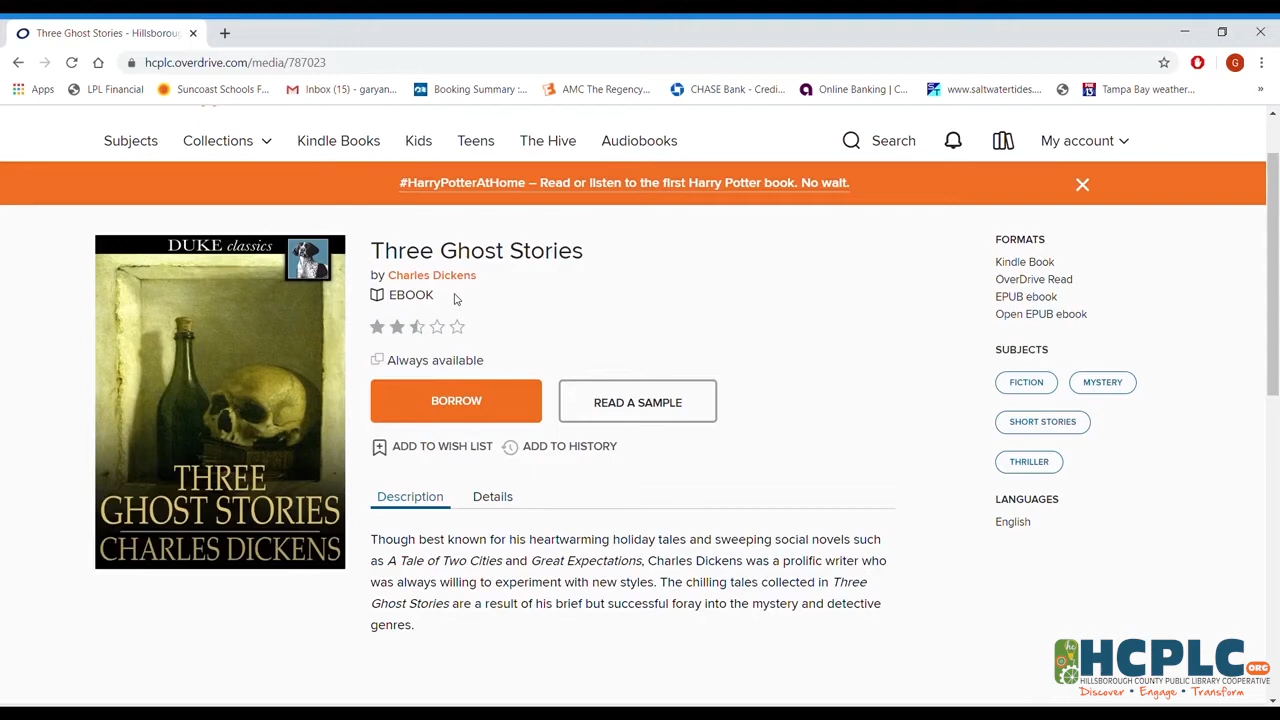 Three Ghost Stories - Hillsborou
hcplc.overdrive.com/media/787023
Apps LPL Financial Suncoast Schools F... Inbox (15) - garyan... Booking Summary :... AMC The Regency... CHASE Bank - Credi... Online Banking | C... www.saltwatertides.... Tampa Bay weather... »
Subjects Collections Kindle Books Kids Teens The Hive Audiobooks Search My account
#HarryPotterAtHome – Read or listen to the first Harry Potter book. No wait.
DUKE classics
THREE
GHOST STORIES
CHARLES DICKENS
Three Ghost Stories
by Charles Dickens
EBOOK
Always available
BORROW READ A SAMPLE
ADD TO WISH LIST ADD TO HISTORY
Description Details
Though best known for his heartwarming holiday tales and sweeping social novels such
as A Tale of Two Cities and Great Expectations, Charles Dickens was a prolific writer who
was always willing to experiment with new styles. The chilling tales collected in Three
Ghost Stories are a result of his brief but successful foray into the mystery and detective
genres.
FORMATS
Kindle Book
OverDrive Read
EPUB ebook
Open EPUB ebook
SUBJECTS
FICTION MYSTERY
SHORT STORIES
THRILLER
LANGUAGES
English
hc HCPLC ORG
HILLSBOROUGH COUNTY PUBLIC LIBRARY COOPERATIVE
Discover • Engage • Transform